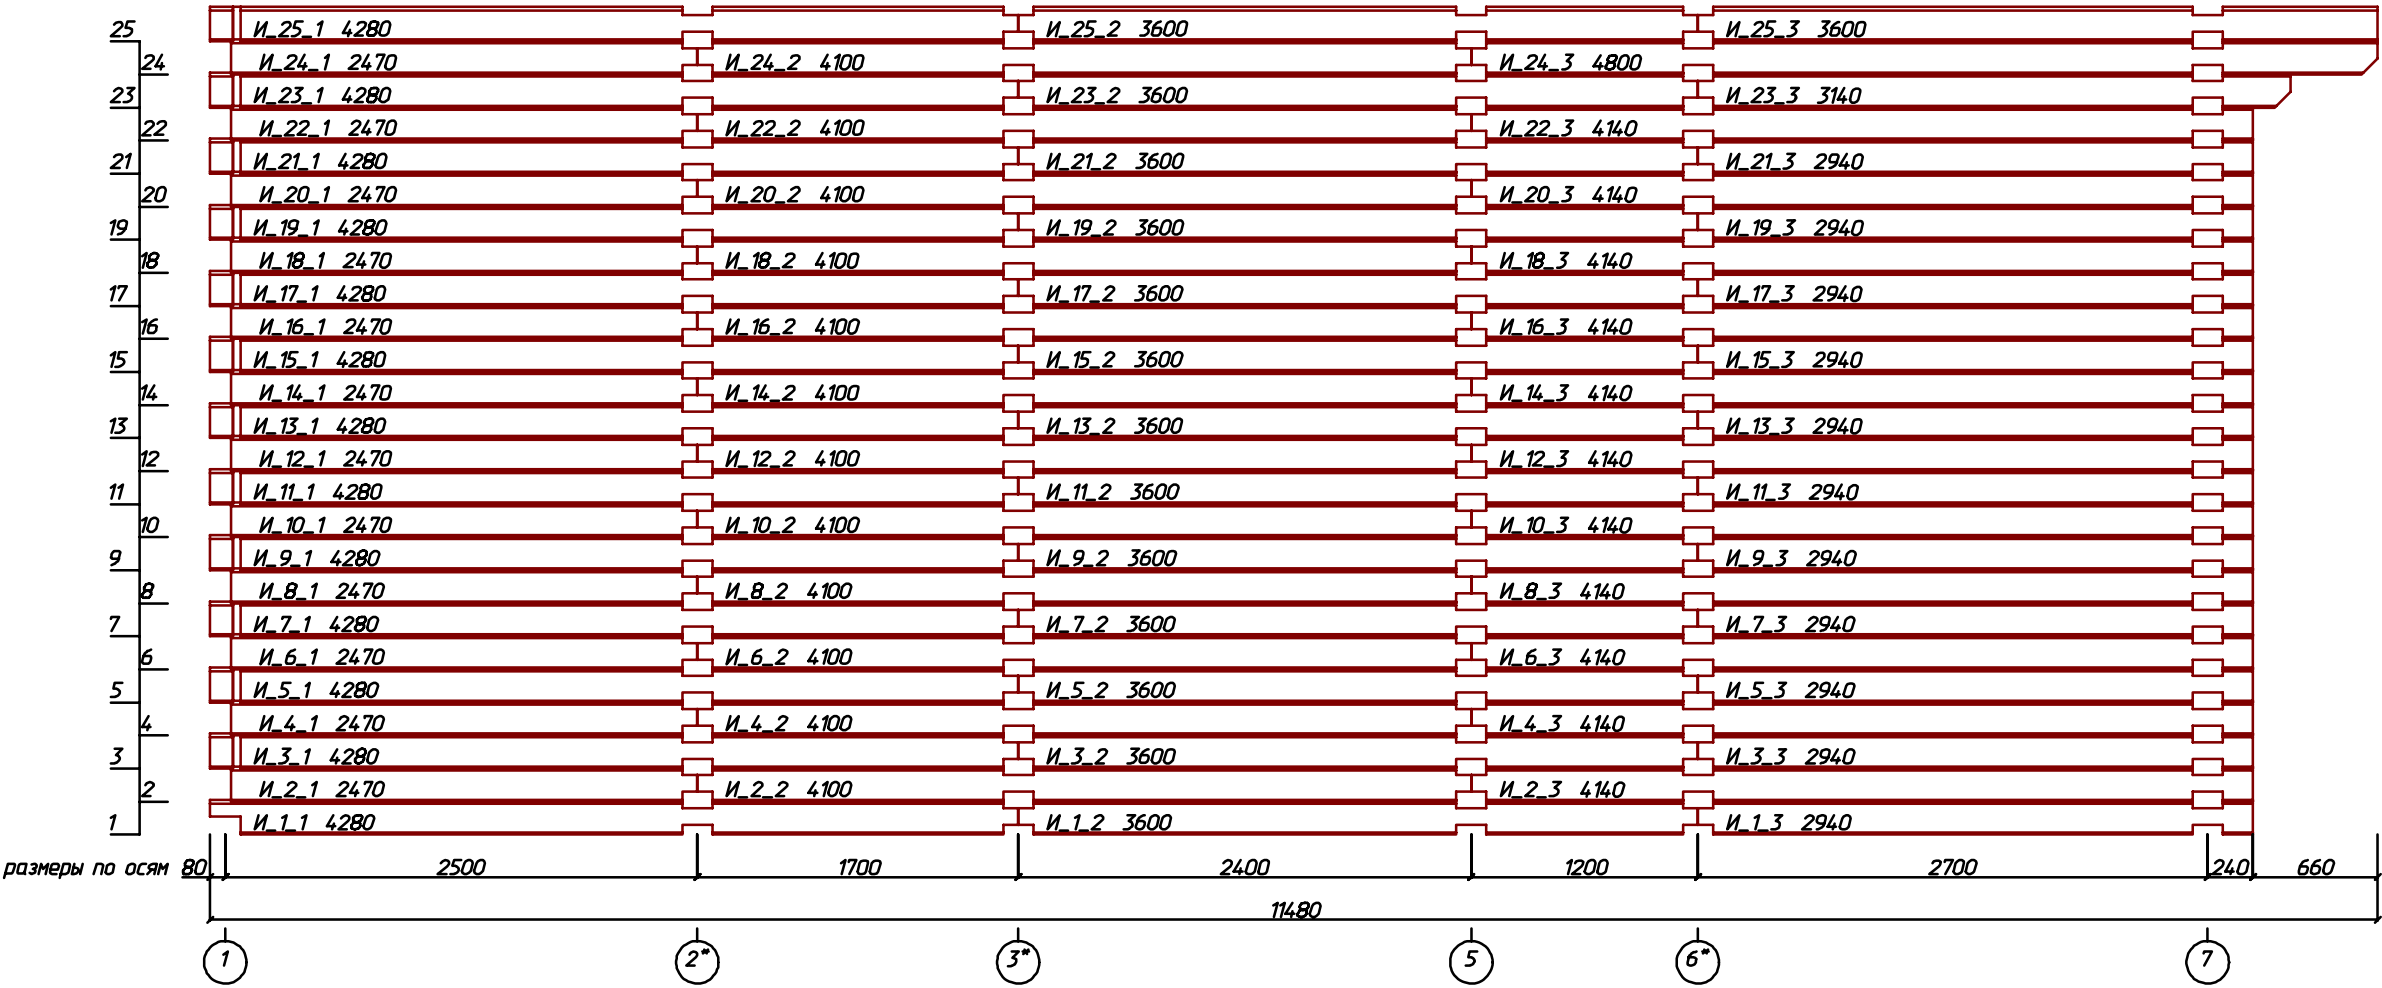 25 И_25_1 4280 И_25_2 3600 И_25_3 3600
24 И_24_1 2470 И_24_2 4100 И_24_3 4800
23 И_23_1 4280 И_23_2 3600 И_23_3 3140
22 И_22_1 2470 И_22_2 4100 И_22_3 4140
21 И_21_1 4280 И_21_2 3600 И_21_3 2940
20 И_20_1 2470 И_20_2 4100 И_20_3 4140
19 И_19_1 4280 И_19_2 3600 И_19_3 2940
18 И_18_1 2470 И_18_2 4100 И_18_3 4140
17 И_17_1 4280 И_17_2 3600 И_17_3 2940
16 И_16_1 2470 И_16_2 4100 И_16_3 4140
15 И_15_1 4280 И_15_2 3600 И_15_3 2940
14 И_14_1 2470 И_14_2 4100 И_14_3 4140
13 И_13_1 4280 И_13_2 3600 И_13_3 2940
12 И_12_1 2470 И_12_2 4100 И_12_3 4140
11 И_11_1 4280 И_11_2 3600 И_11_3 2940
10 И_10_1 2470 И_10_2 4100 И_10_3 4140
9 И_9_1 4280 И_9_2 3600 И_9_3 2940
8 И_8_1 2470 И_8_2 4100 И_8_3 4140
7 И_7_1 4280 И_7_2 3600 И_7_3 2940
6 И_6_1 2470 И_6_2 4100 И_6_3 4140
5 И_5_1 4280 И_5_2 3600 И_5_3 2940
4 И_4_1 2470 И_4_2 4100 И_4_3 4140
3 И_3_1 4280 И_3_2 3600 И_3_3 2940
2 И_2_1 2470 И_2_2 4100 И_2_3 4140
1 И_1_1 4280 И_1_2 3600 И_1_3 2940
размеры по осям 80 2500 1700 2400 1200 2700 240 660
11480
1 2* 3* 5 6* 7